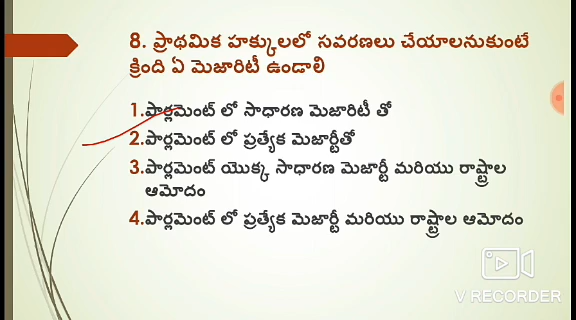 8. ప్రాథమిక హక్కులలో సవరణలు చేయాలనుకుంటే
క్రింది ఏ మెజారిటీ ఉండాలి
1.పార్లమెంట్ లో సాధారణ మెజారిటీ తో
2.పార్లమెంట్ లో ప్రత్యేక మెజార్టీతో
3.పార్లమెంట్ యొక్క సాధారణ మెజార్టీ మరియు రాష్ట్రాల
ఆమోదం
4.పార్లమెంట్ లో ప్రత్యేక మెజార్టీ మరియు రాష్ట్రాల ఆమోదం
V RECORDER